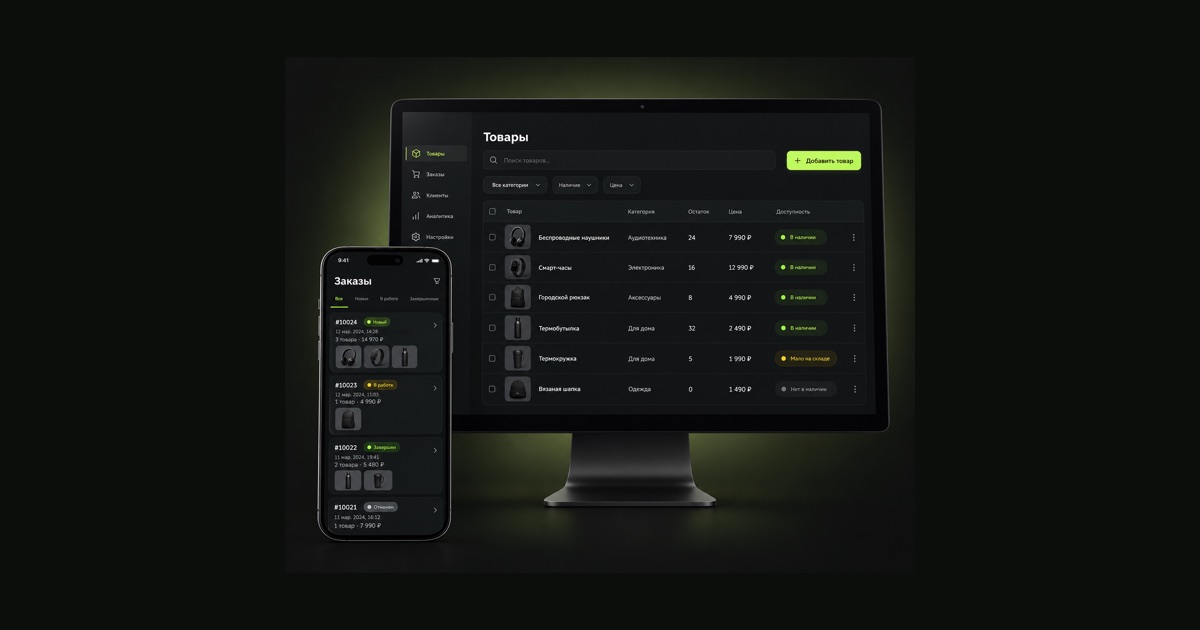 Товары
Товары
Заказы
Клиенты
Аналитика
Настройки
Поиск товаров...
+ Добавить товар
Все категории
Наличие
Цена
Товар Категория Остаток Цена Доступность
Беспроводные наушники Аудиотехника 24 7 990 ₽ В наличии
Смарт-часы Электроника 16 12 990 ₽ В наличии
Городской рюкзак Аксессуары 8 4 990 ₽ В наличии
Термобутылка Для дома 32 2 490 ₽ В наличии
Термокружка Для дома 5 1 990 ₽ Мало на складе
Вязаная шапка Одежда 0 1 490 ₽ Нет в наличии
9:41
Заказы
Все Новые В работе Завершенные
#10024 Новый
12 мар. 2024, 14:28
3 товара · 14 970 ₽
#10023 В работе
12 мар. 2024, 11:03
1 товар · 4 990 ₽
#10022 Завершен
11 мар. 2024, 19:41
2 товара · 5 480 ₽
#10021 Отменен
11 мар. 2024, 16:12
1 товар · 7 990 ₽